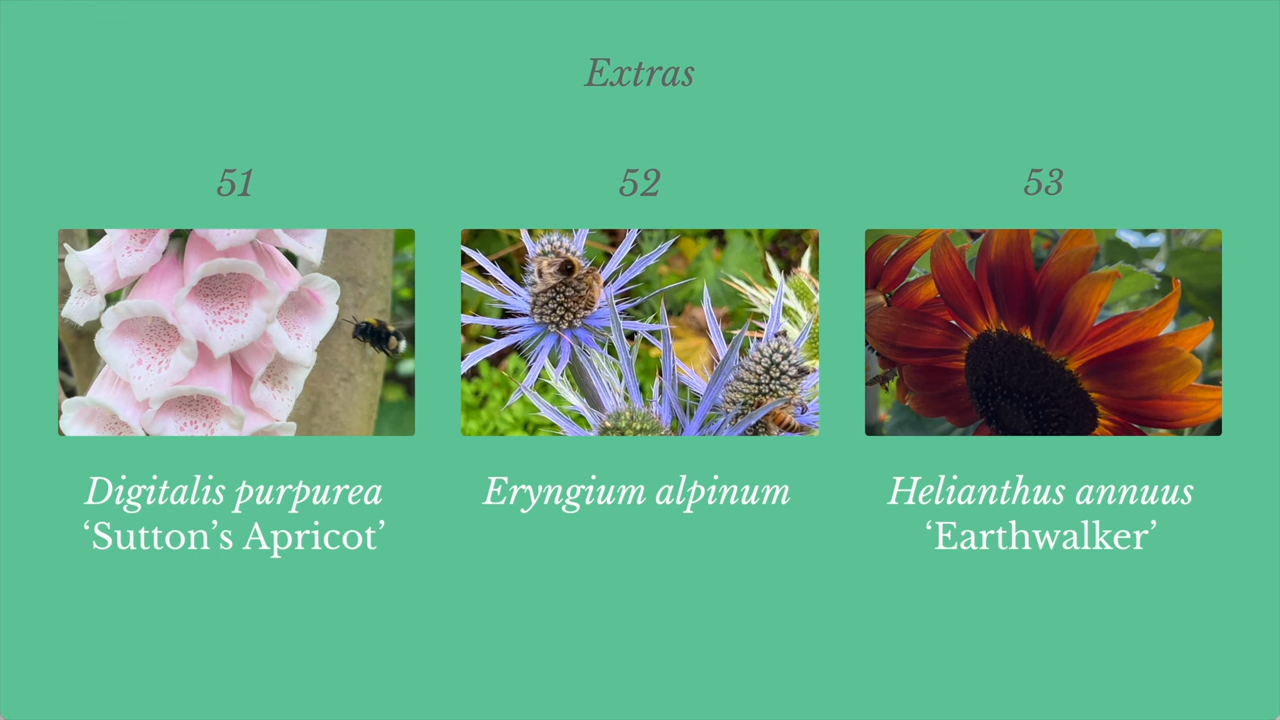 Extras
51
52
53
Digitalis purpurea
‘Sutton’s Apricot’
Eryngium alpinum
Helianthus annuus
‘Earthwalker’